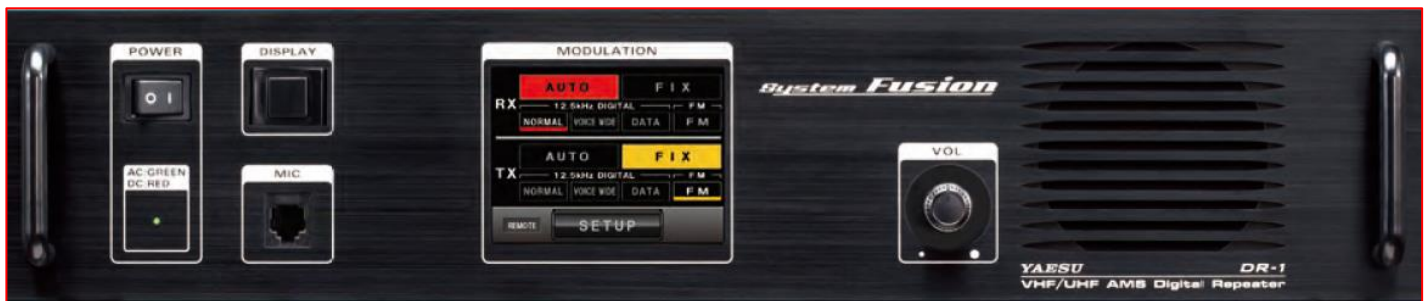 POWER
O I
AC:GREEN
DC:RED
DISPLAY
MIC
MODULATION
AUTO FIX
RX 12.5kHz DIGITAL FM
NORMAL VOICE WIDE DATA FM
AUTO FIX
TX 12.5kHz DIGITAL FM
NORMAL VOICE WIDE DATA FM
REMOTE SETUP
System Fusion
VOL
YAESU DR-1
VHF/UHF AMS Digital Repeater